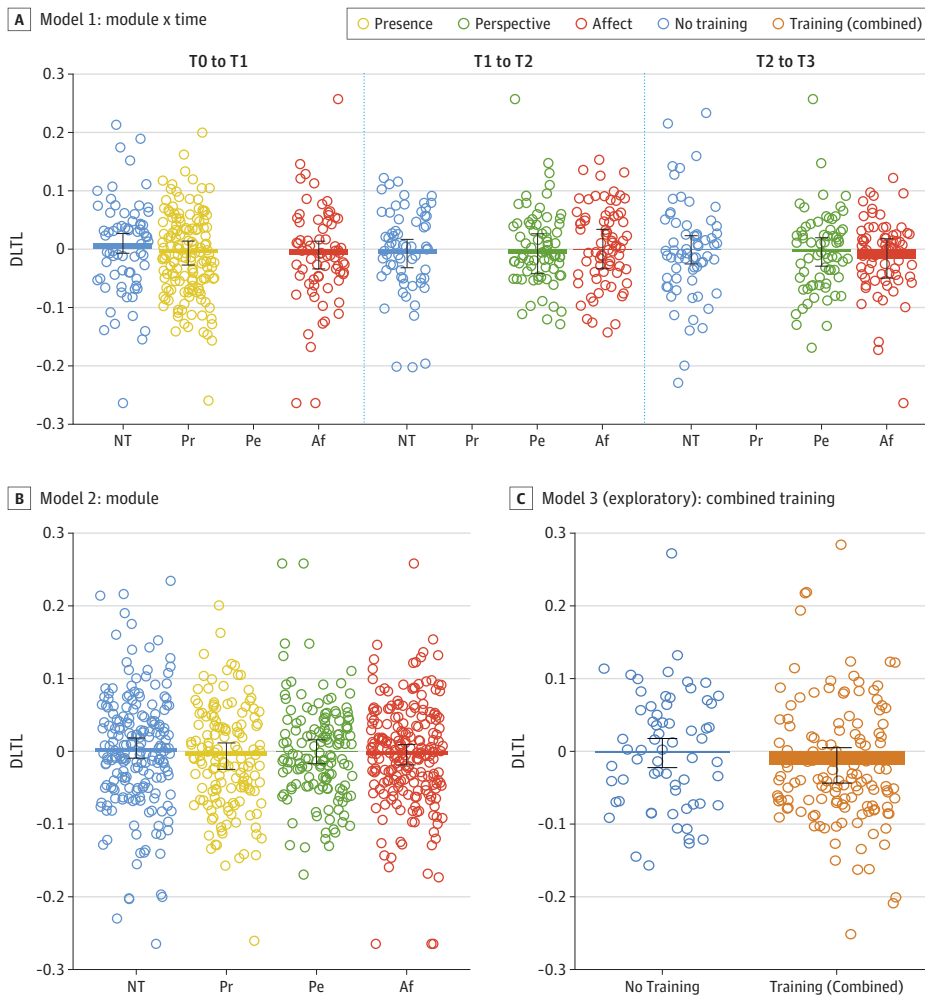 A Model 1: module x time
Presence Perspective Affect No training Training (combined)
T0 to T1 T1 to T2 T2 to T3
0.3
0.2
0.1
0
-0.1
-0.2
-0.3
DLTL
NT Pr Pe Af NT Pr Pe Af NT Pr Pe Af
B Model 2: module
0.3
0.2
0.1
0
-0.1
-0.2
-0.3
DLTL
NT Pr Pe Af
C Model 3 (exploratory): combined training
0.3
0.2
0.1
0
-0.1
-0.2
-0.3
DLTL
No Training Training (Combined)